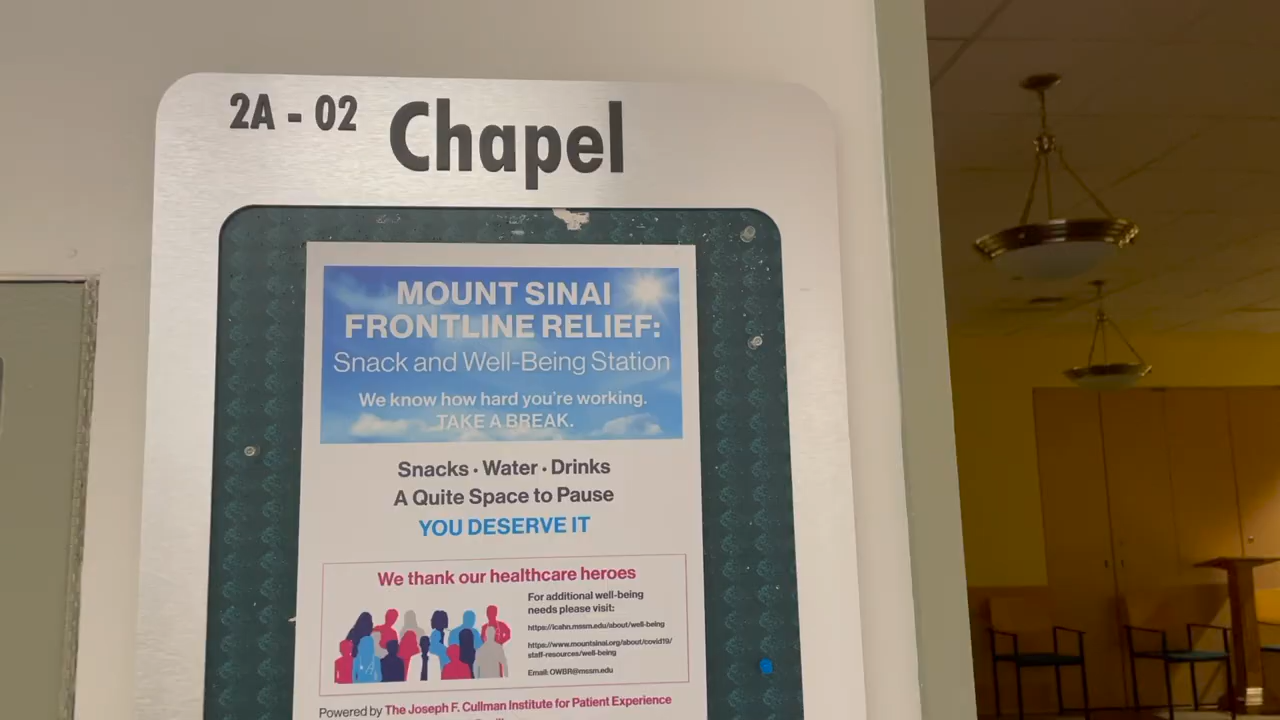 2A - 02 Chapel
MOUNT SINAI
FRONTLINE RELIEF:
Snack and Well-Being Station
We know how hard you're working.
TAKE A BREAK.
Snacks · Water · Drinks
A Quite Space to Pause
YOU DESERVE IT
We thank our healthcare heroes
For additional well-being
needs please visit:
https://icahn.mssm.edu/about/well-being
https://www.mountsinai.org/about/covid19/
staff-resources/well-being
Email: OWBR@mssm.edu
Powered by The Joseph F. Cullman Institute for Patient Experience